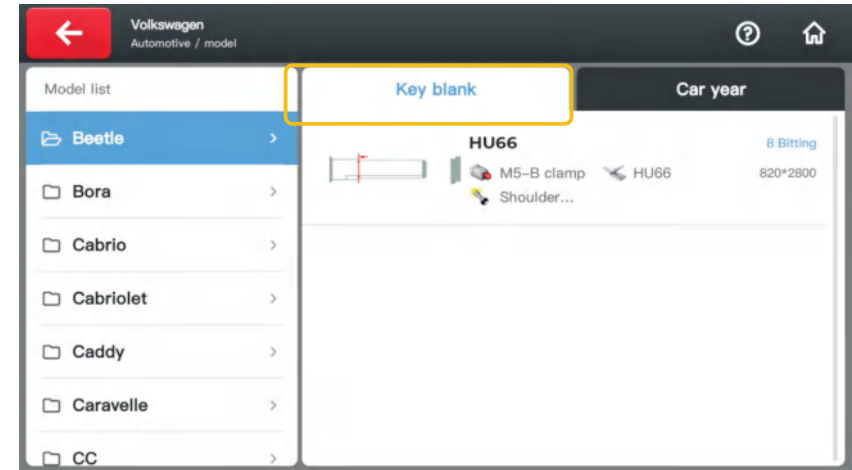 Volkswagen
Automotive / model
Model list
Key blank
Car year
Beetle
Bora
Cabrio
Cabriolet
Caddy
Caravelle
CC
HU66
8 Bitting
M5-B clamp
HU66
820*2800
Shoulder...